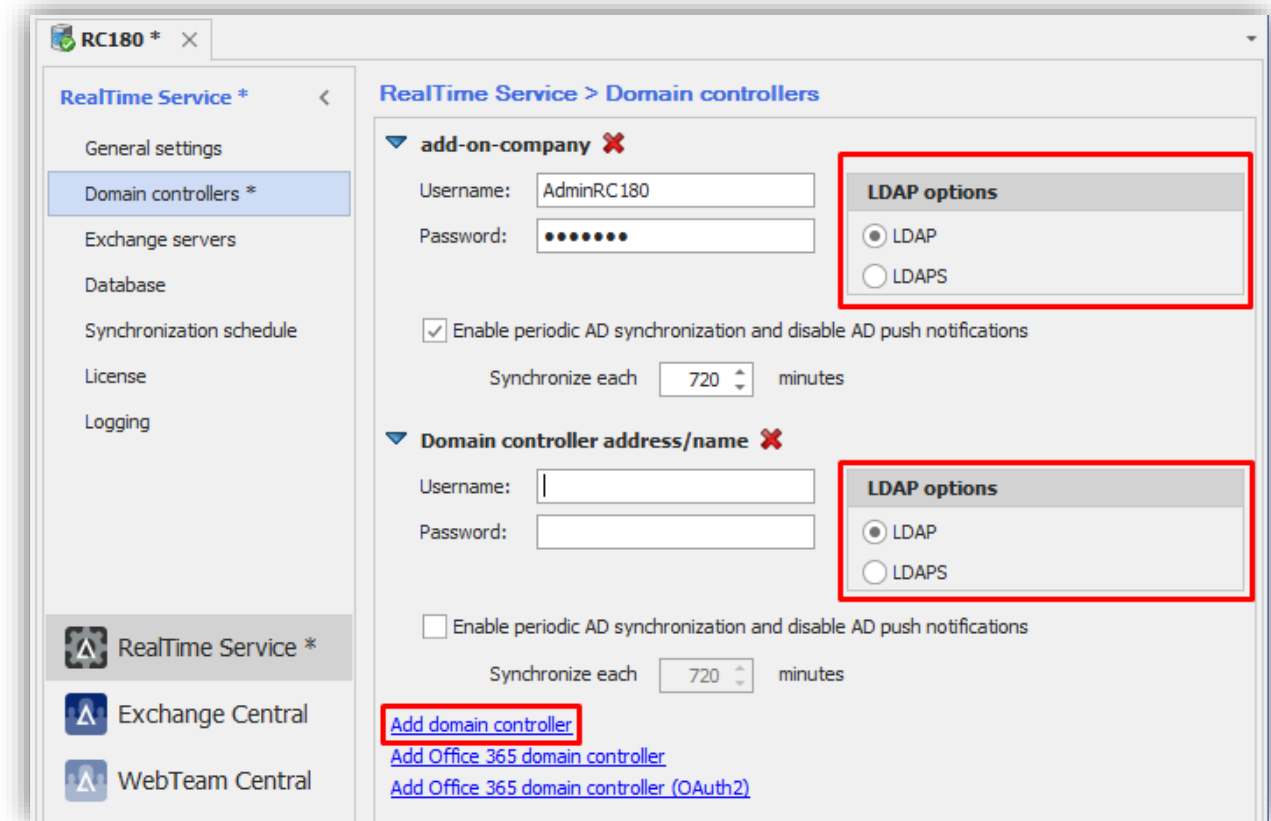 RC180 *
RealTime Service *
General settings
Domain controllers *
Exchange servers
Database
Synchronization schedule
License
Logging
RealTime Service *
Exchange Central
WebTeam Central
RealTime Service > Domain controllers
add-on-company
Username: AdminRC180
Password: ●●●●●●●
LDAP options
LDAP
LDAPS
Enable periodic AD synchronization and disable AD push notifications
Synchronize each 720 minutes
Domain controller address/name
Username:
Password:
LDAP options
LDAP
LDAPS
Enable periodic AD synchronization and disable AD push notifications
Synchronize each 720 minutes
Add domain controller
Add Office 365 domain controller
Add Office 365 domain controller (OAuth2)